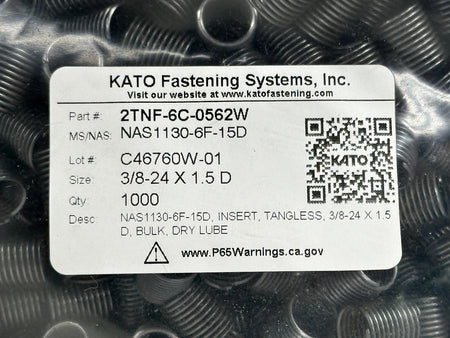 KATO Fastening Systems, Inc.
Visit our website at www.katofastening.com
Part #: 2TNF-6C-0562W
MS/NAS: NAS1130-6F-15D
Lot #: C46760W-01
Size: 3/8-24 X 1.5 D
Qty: 1000
Desc: NAS1130-6F-15D, INSERT, TANGLESS, 3/8-24 X 1.5
D, BULK, DRY LUBE
KATO
www.P65Warnings.ca.gov